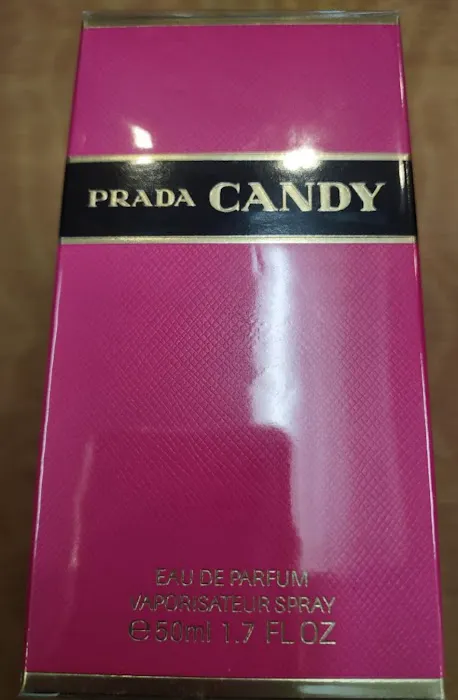 PRADA CANDY
EAU DE PARFUM
VAPORISATEUR SPRAY
℮50ml 1.7 FL OZ